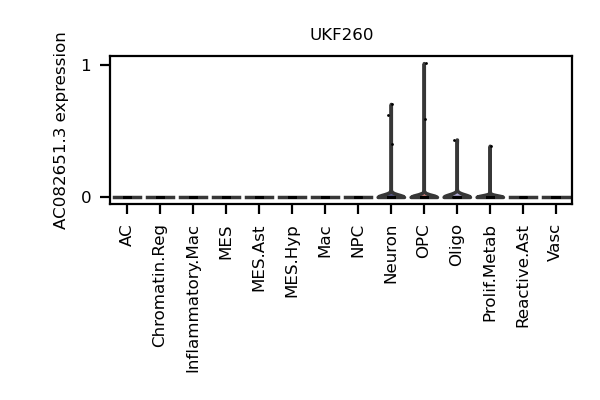 UKF260
AC082651.3 expression
1
0
AC
Chromatin.Reg
Inflammatory.Mac
MES
MES.Ast
MES.Hyp
Mac
NPC
Neuron
OPC
Oligo
Prolif.Metab
Reactive.Ast
Vasc